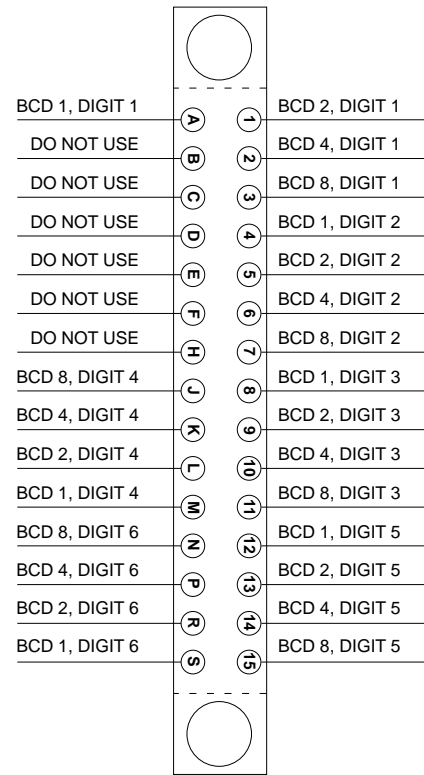 BCD 1, DIGIT 1 A 1 BCD 2, DIGIT 1
DO NOT USE B 2 BCD 4, DIGIT 1
DO NOT USE C 3 BCD 8, DIGIT 1
DO NOT USE D 4 BCD 1, DIGIT 2
DO NOT USE E 5 BCD 2, DIGIT 2
DO NOT USE F 6 BCD 4, DIGIT 2
DO NOT USE H 7 BCD 8, DIGIT 2
BCD 8, DIGIT 4 J 8 BCD 1, DIGIT 3
BCD 4, DIGIT 4 K 9 BCD 2, DIGIT 3
BCD 2, DIGIT 4 L 10 BCD 4, DIGIT 3
BCD 1, DIGIT 4 M 11 BCD 8, DIGIT 3
BCD 8, DIGIT 6 N 12 BCD 1, DIGIT 5
BCD 4, DIGIT 6 P 13 BCD 2, DIGIT 5
BCD 2, DIGIT 6 R 14 BCD 4, DIGIT 5
BCD 1, DIGIT 6 S 15 BCD 8, DIGIT 5